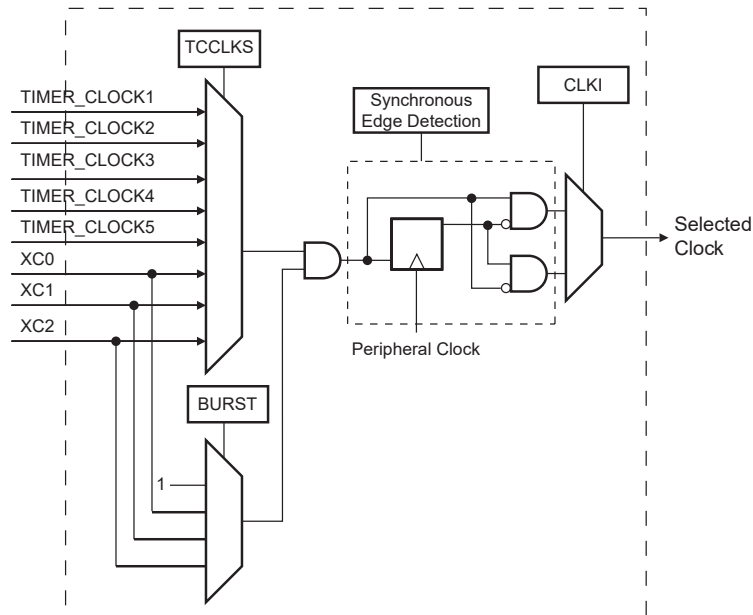 TCCLKS
TIMER_CLOCK1
TIMER_CLOCK2
TIMER_CLOCK3
TIMER_CLOCK4
TIMER_CLOCK5
XC0
XC1
XC2
Synchronous
Edge Detection
CLKI
Selected
Clock
Peripheral Clock
BURST
1